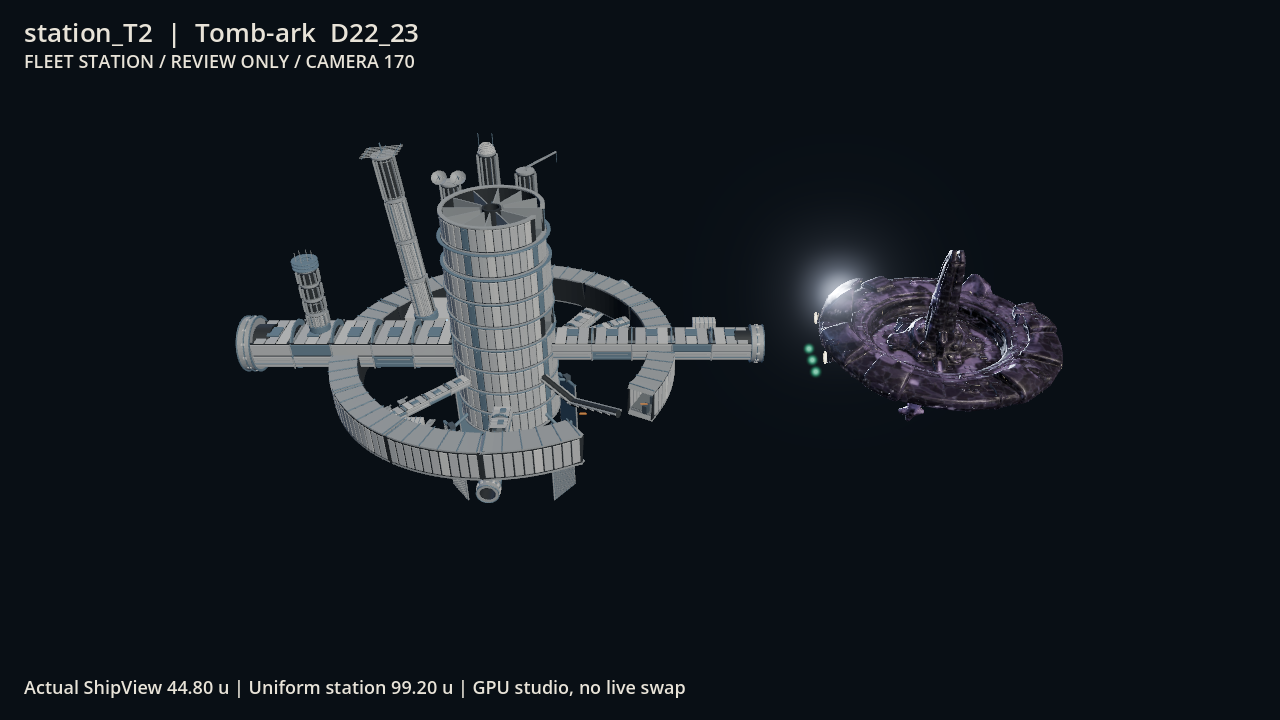 station_T2 | Tomb-ark D22_23
FLEET STATION / REVIEW ONLY / CAMERA 170
Actual ShipView 44.80 u | Uniform station 99.20 u | GPU studio, no live swap